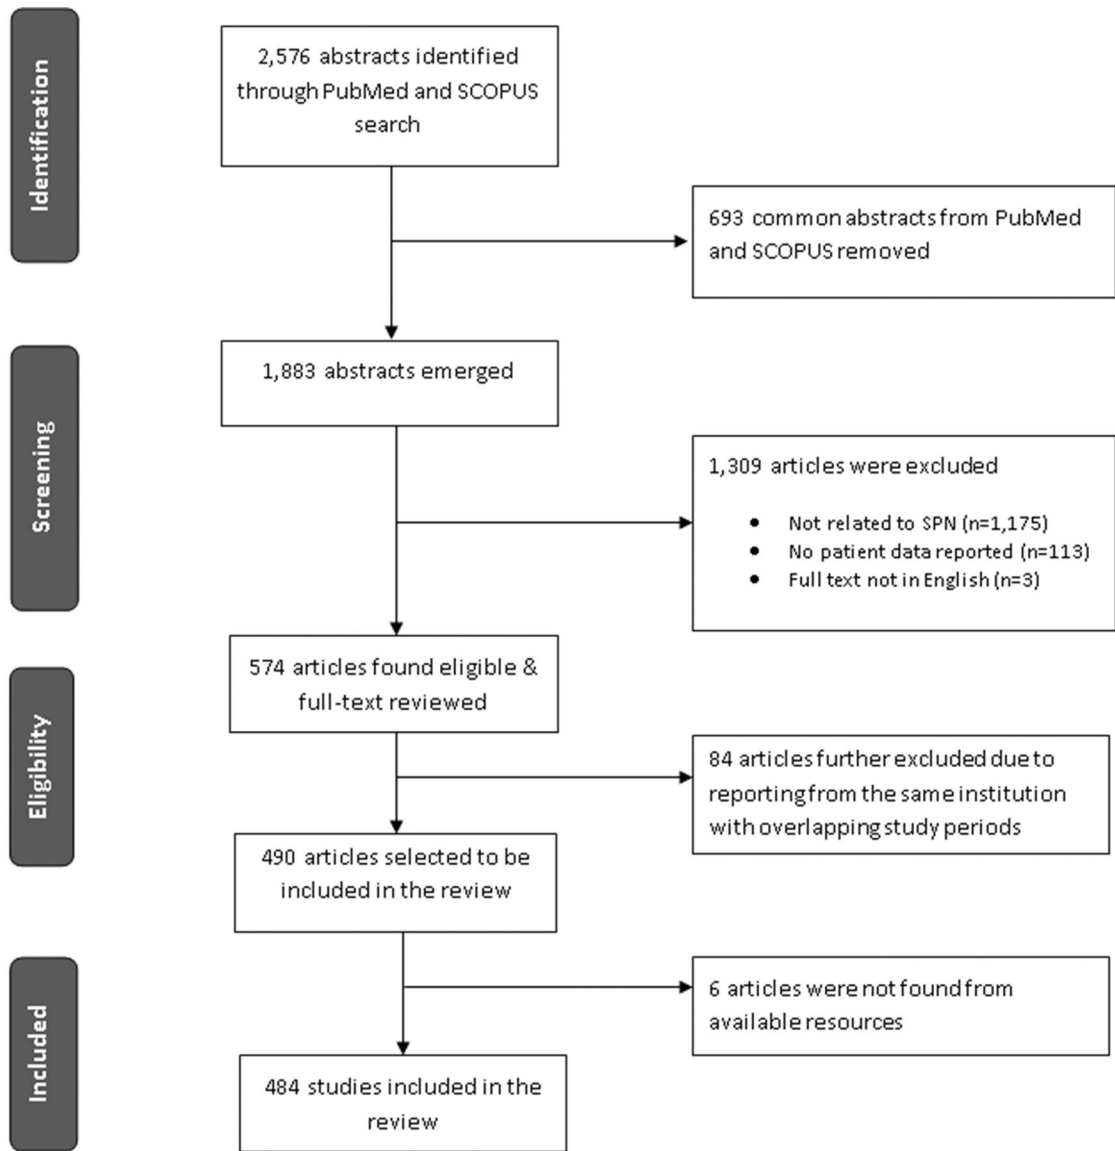 Identification
2,576 abstracts identified
through PubMed and SCOPUS
search
693 common abstracts from PubMed
and SCOPUS removed
Screening
1,883 abstracts emerged
1,309 articles were excluded
• Not related to SPN (n=1,175)
• No patient data reported (n=113)
• Full text not in English (n=3)
574 articles found eligible &
full-text reviewed
Eligibility
84 articles further excluded due to
reporting from the same institution
with overlapping study periods
490 articles selected to be
included in the review
Included
6 articles were not found from
available resources
484 studies included in the
review